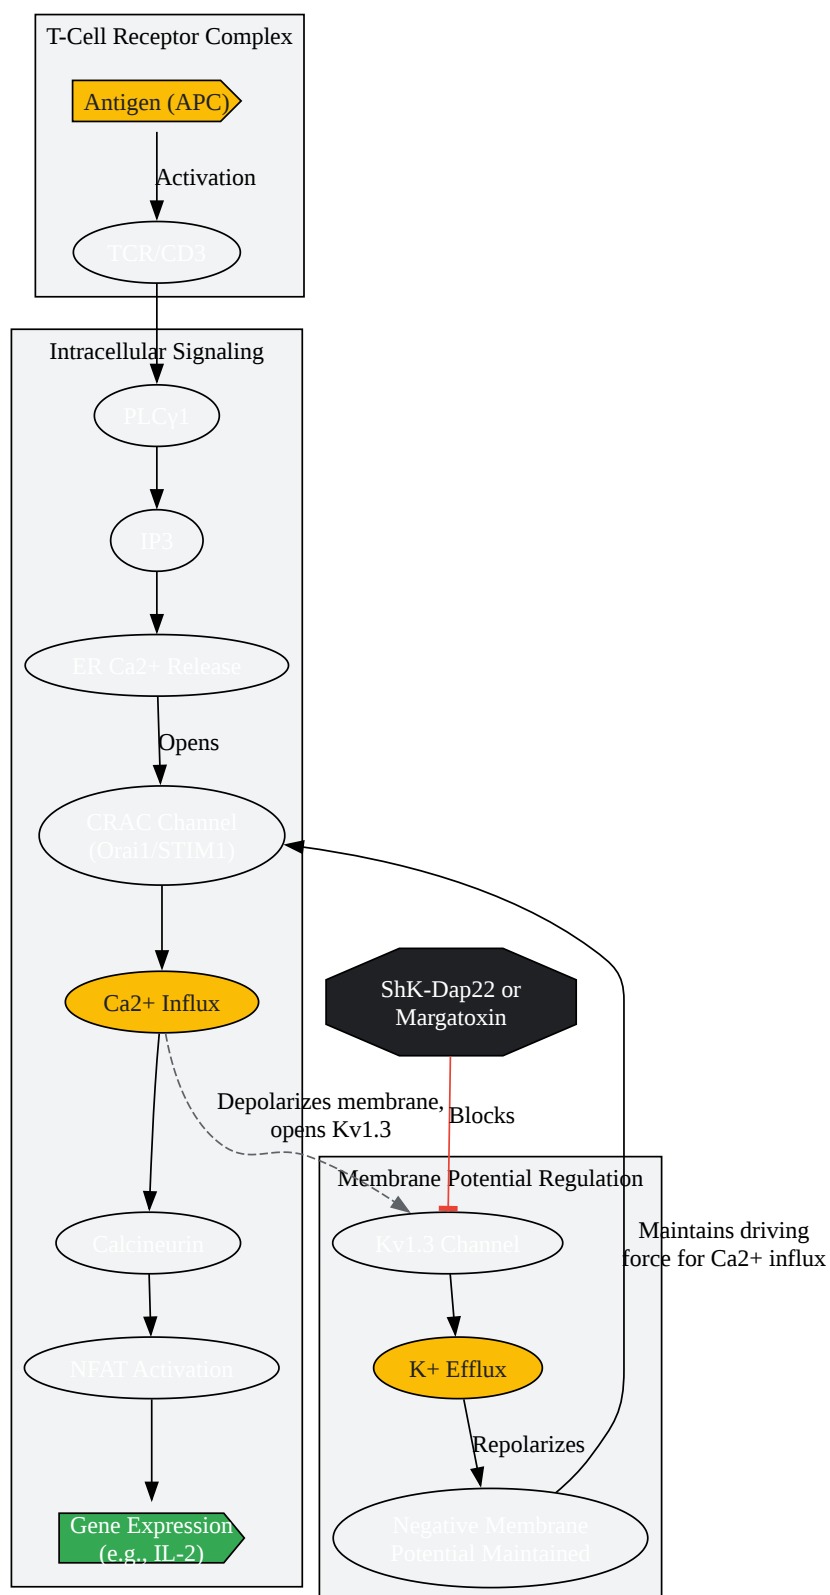 T-Cell Receptor Complex
Antigen (APC)
Activation
TCR/CD3
Intracellular Signaling
PLCγ1
IP3
ER Ca2+ Release
Opens
CRAC Channel
(Orai1/STIM1)
Ca2+ Influx
ShK-Dap22 or
Margatoxin
Depolarizes membrane,
opens Kv1.3
Blocks
Membrane Potential Regulation
Kv1.3 Channel
Maintains driving
force for Ca2+ influx
Calcineurin
NFAT Activation
K+ Efflux
Repolarizes
Gene Expression
(e.g., IL-2)
Negative Membrane
Potential Maintained